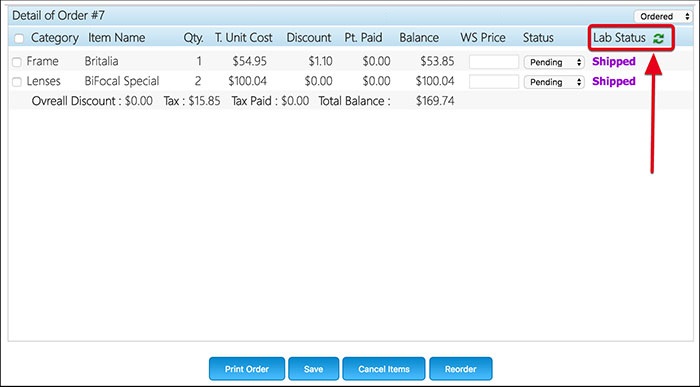 Detail of Order #7 Ordered
Category Item Name Qty. T. Unit Cost Discount Pt. Paid Balance WS Price Status Lab Status
Frame Britalia 1 $54.95 $1.10 $0.00 $53.85 Pending Shipped
Lenses BiFocal Special 2 $100.04 $0.00 $0.00 $100.04 Pending Shipped
Ovreall Discount : $0.00 Tax : $15.85 Tax Paid : $0.00 Total Balance : $169.74
Print Order Save Cancel Items Reorder